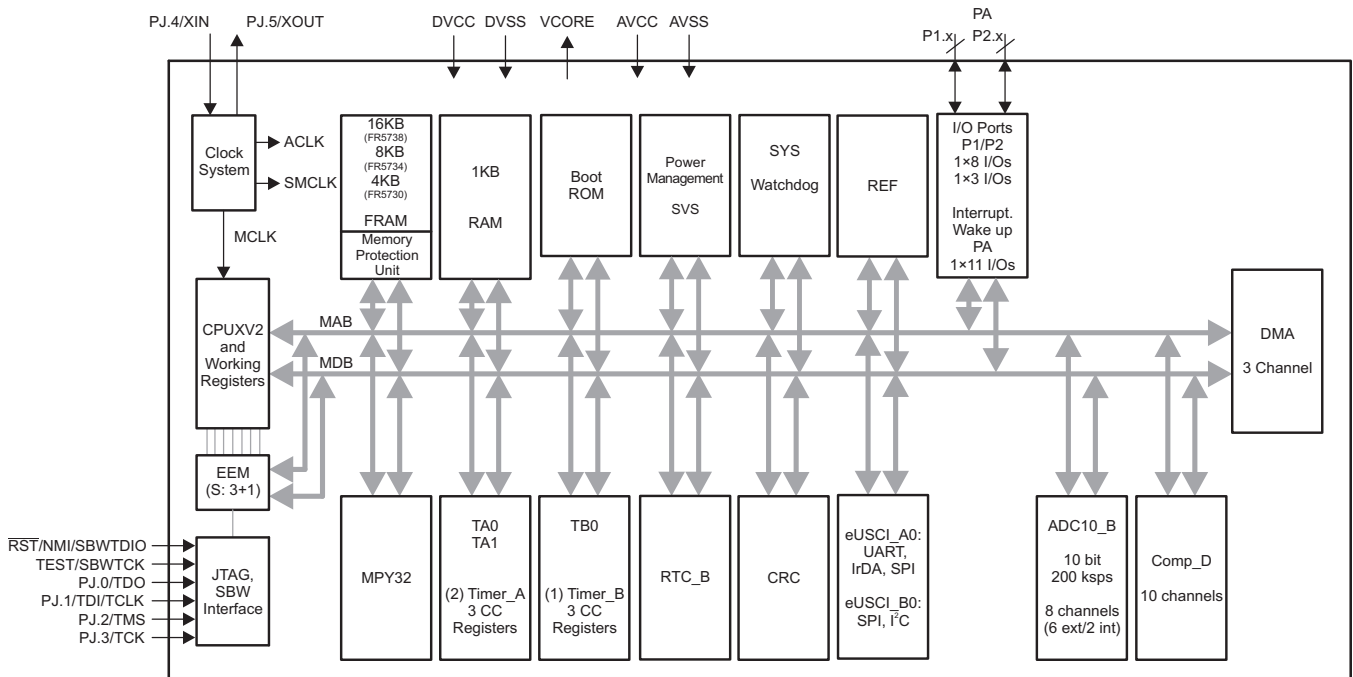 PJ.4/XIN
PJ.5/XOUT
DVCC
DVSS
VCORE
AVCC
AVSS
PA
P1.x
P2.x
Clock
System
ACLK
SMCLK
MCLK
16KB
(FR5738)
8KB
(FR5734)
4KB
(FR5730)
FRAM
Memory
Protection
Unit
1KB
RAM
Boot
ROM
Power
Management
SVS
SYS
Watchdog
REF
I/O Ports
P1/P2
1×8 I/Os
1×3 I/Os
Interrupt.
Wake up
PA
1×11 I/Os
CPUXV2
and
Working
Registers
MAB
MDB
DMA
3 Channel
EEM
(S: 3+1)
RST/NMI/SBWTDIO
TEST/SBWTCK
PJ.0/TDO
PJ.1/TDI/TCLK
PJ.2/TMS
PJ.3/TCK
JTAG,
SBW
Interface
MPY32
TA0
TA1
(2) Timer_A
3 CC
Registers
TB0
(1) Timer_B
3 CC
Registers
RTC_B
CRC
eUSCI_A0:
UART,
IrDA, SPI
eUSCI_B0:
SPI, I²C
ADC10_B
10 bit
200 ksps
8 channels
(6 ext/2 int)
Comp_D
10 channels